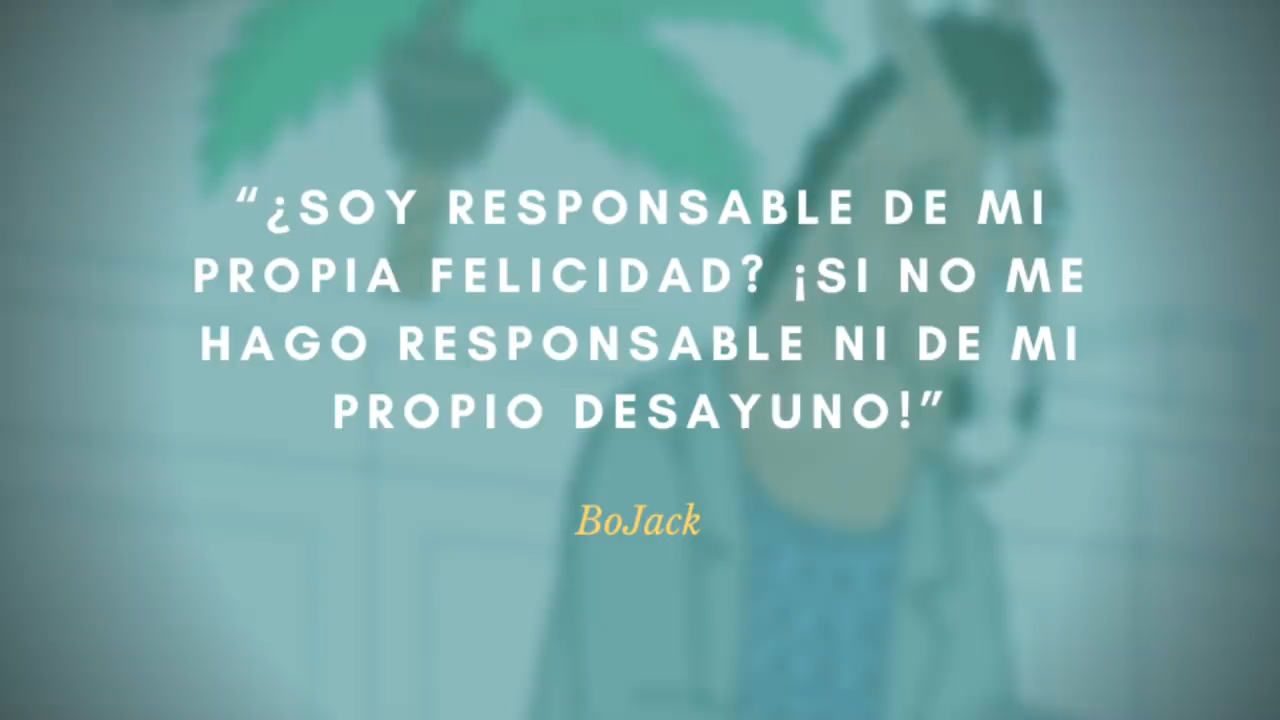 “¿SOY RESPONSABLE DE MI
PROPIA FELICIDAD? ¡SI NO ME
HAGO RESPONSABLE NI DE MI
PROPIO DESAYUNO!”
BoJack